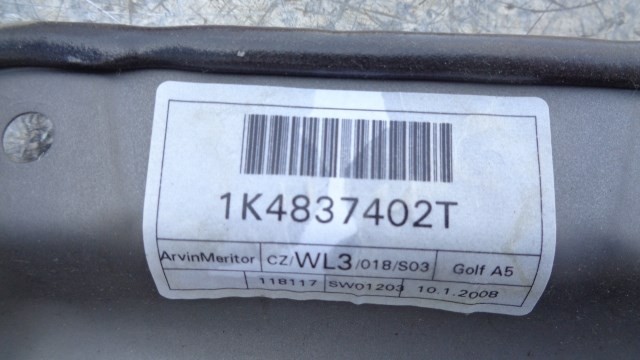 1K4837402T
ArvinMeritor CZ/WL3/018/S03 Golf A5
118117 SW01203 10.1.2008